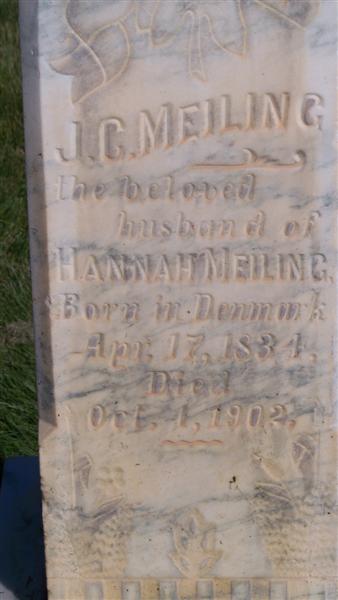 J. C. MEILING
the beloved
husband of
HANNAH MEILING.
Born in Denmark
Apr. 17, 1834.
Died
Oct. 1, 1902.